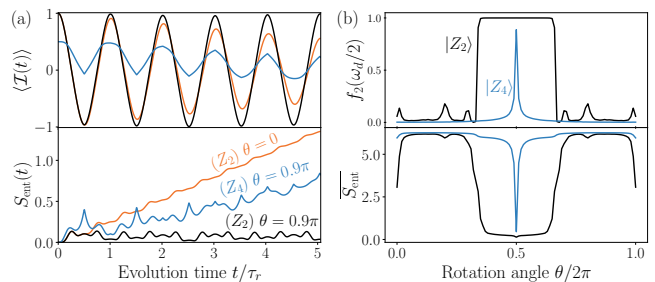 (a)
1
0
−1
⟨I(t)⟩
1.0
0.5
0.0
S_ent(t)
(Z₂) θ = 0
(Z₄) θ = 0.9π
(Z₂) θ = 0.9π
0 1 2 3 4 5
Evolution time t/τ_r
(b)
1.0
0.5
0.0
f₂(ω_d/2)
|Z₂⟩
|Z₄⟩
5.0
2.5
0.0
S_ent
0.0 0.5 1.0
Rotation angle θ/2π